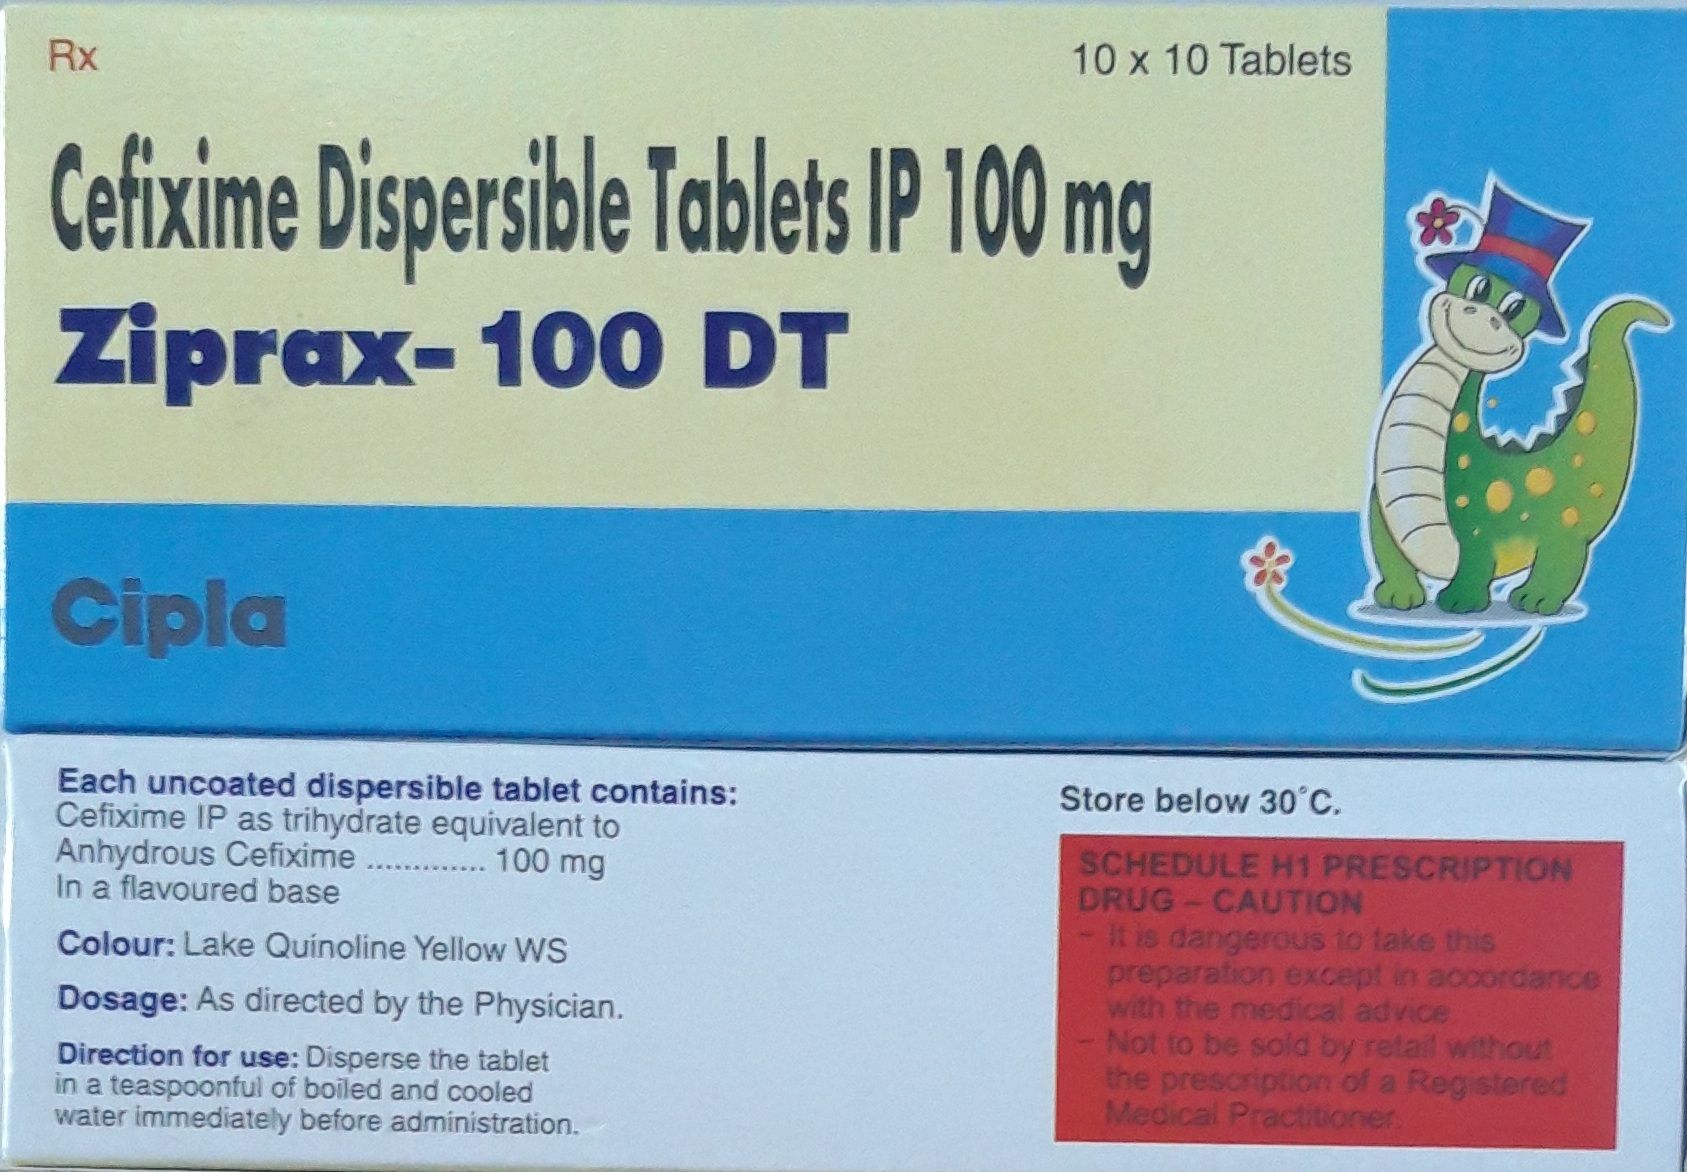 Rx
10 x 10 Tablets
Cefixime Dispersible Tablets IP 100 mg
Ziprax- 100 DT
Cipla
Each uncoated dispersible tablet contains:
Cefixime IP as trihydrate equivalent to
Anhydrous Cefixime ............. 100 mg
In a flavoured base
Colour: Lake Quinoline Yellow WS
Dosage: As directed by the Physician.
Direction for use: Disperse the tablet
in a teaspoonful of boiled and cooled
water immediately before administration.
Store below 30°C.
SCHEDULE H1 PRESCRIPTION
DRUG – CAUTION
– It is dangerous to take this
preparation except in accordance
with the medical advice.
– Not to be sold by retail without
the prescription of a Registered
Medical Practitioner.